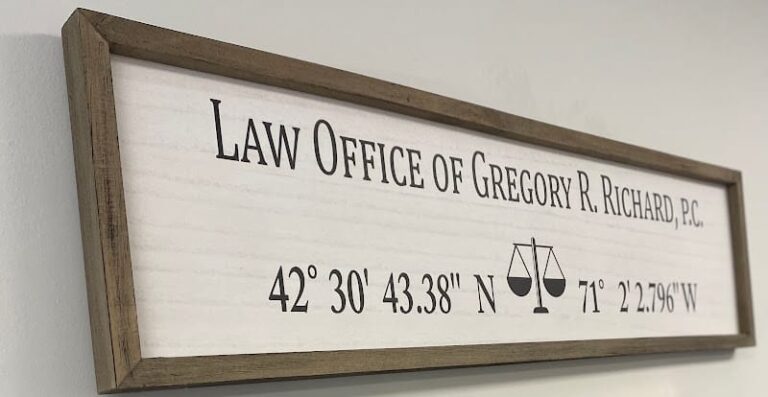 Law Office of Gregory R. Richard, P.C.
42° 30' 43.38" N 71° 2' 2.796" W